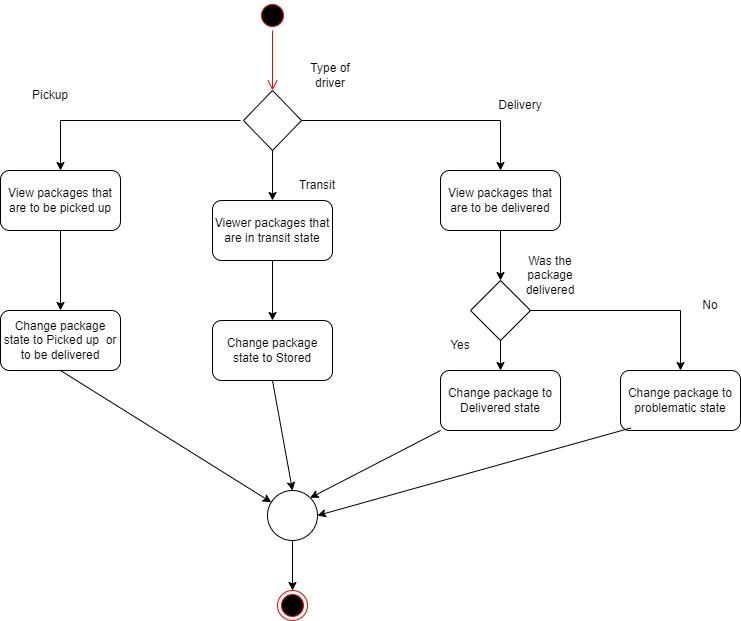 Type of
driver
Pickup
Delivery
View packages that
are to be picked up
Transit
Viewer packages that
are in transit state
View packages that
are to be delivered
Was the
package
delivered
No
Yes
Change package
state to Picked up or
to be delivered
Change package
state to Stored
Change package to
Delivered state
Change package to
problematic state